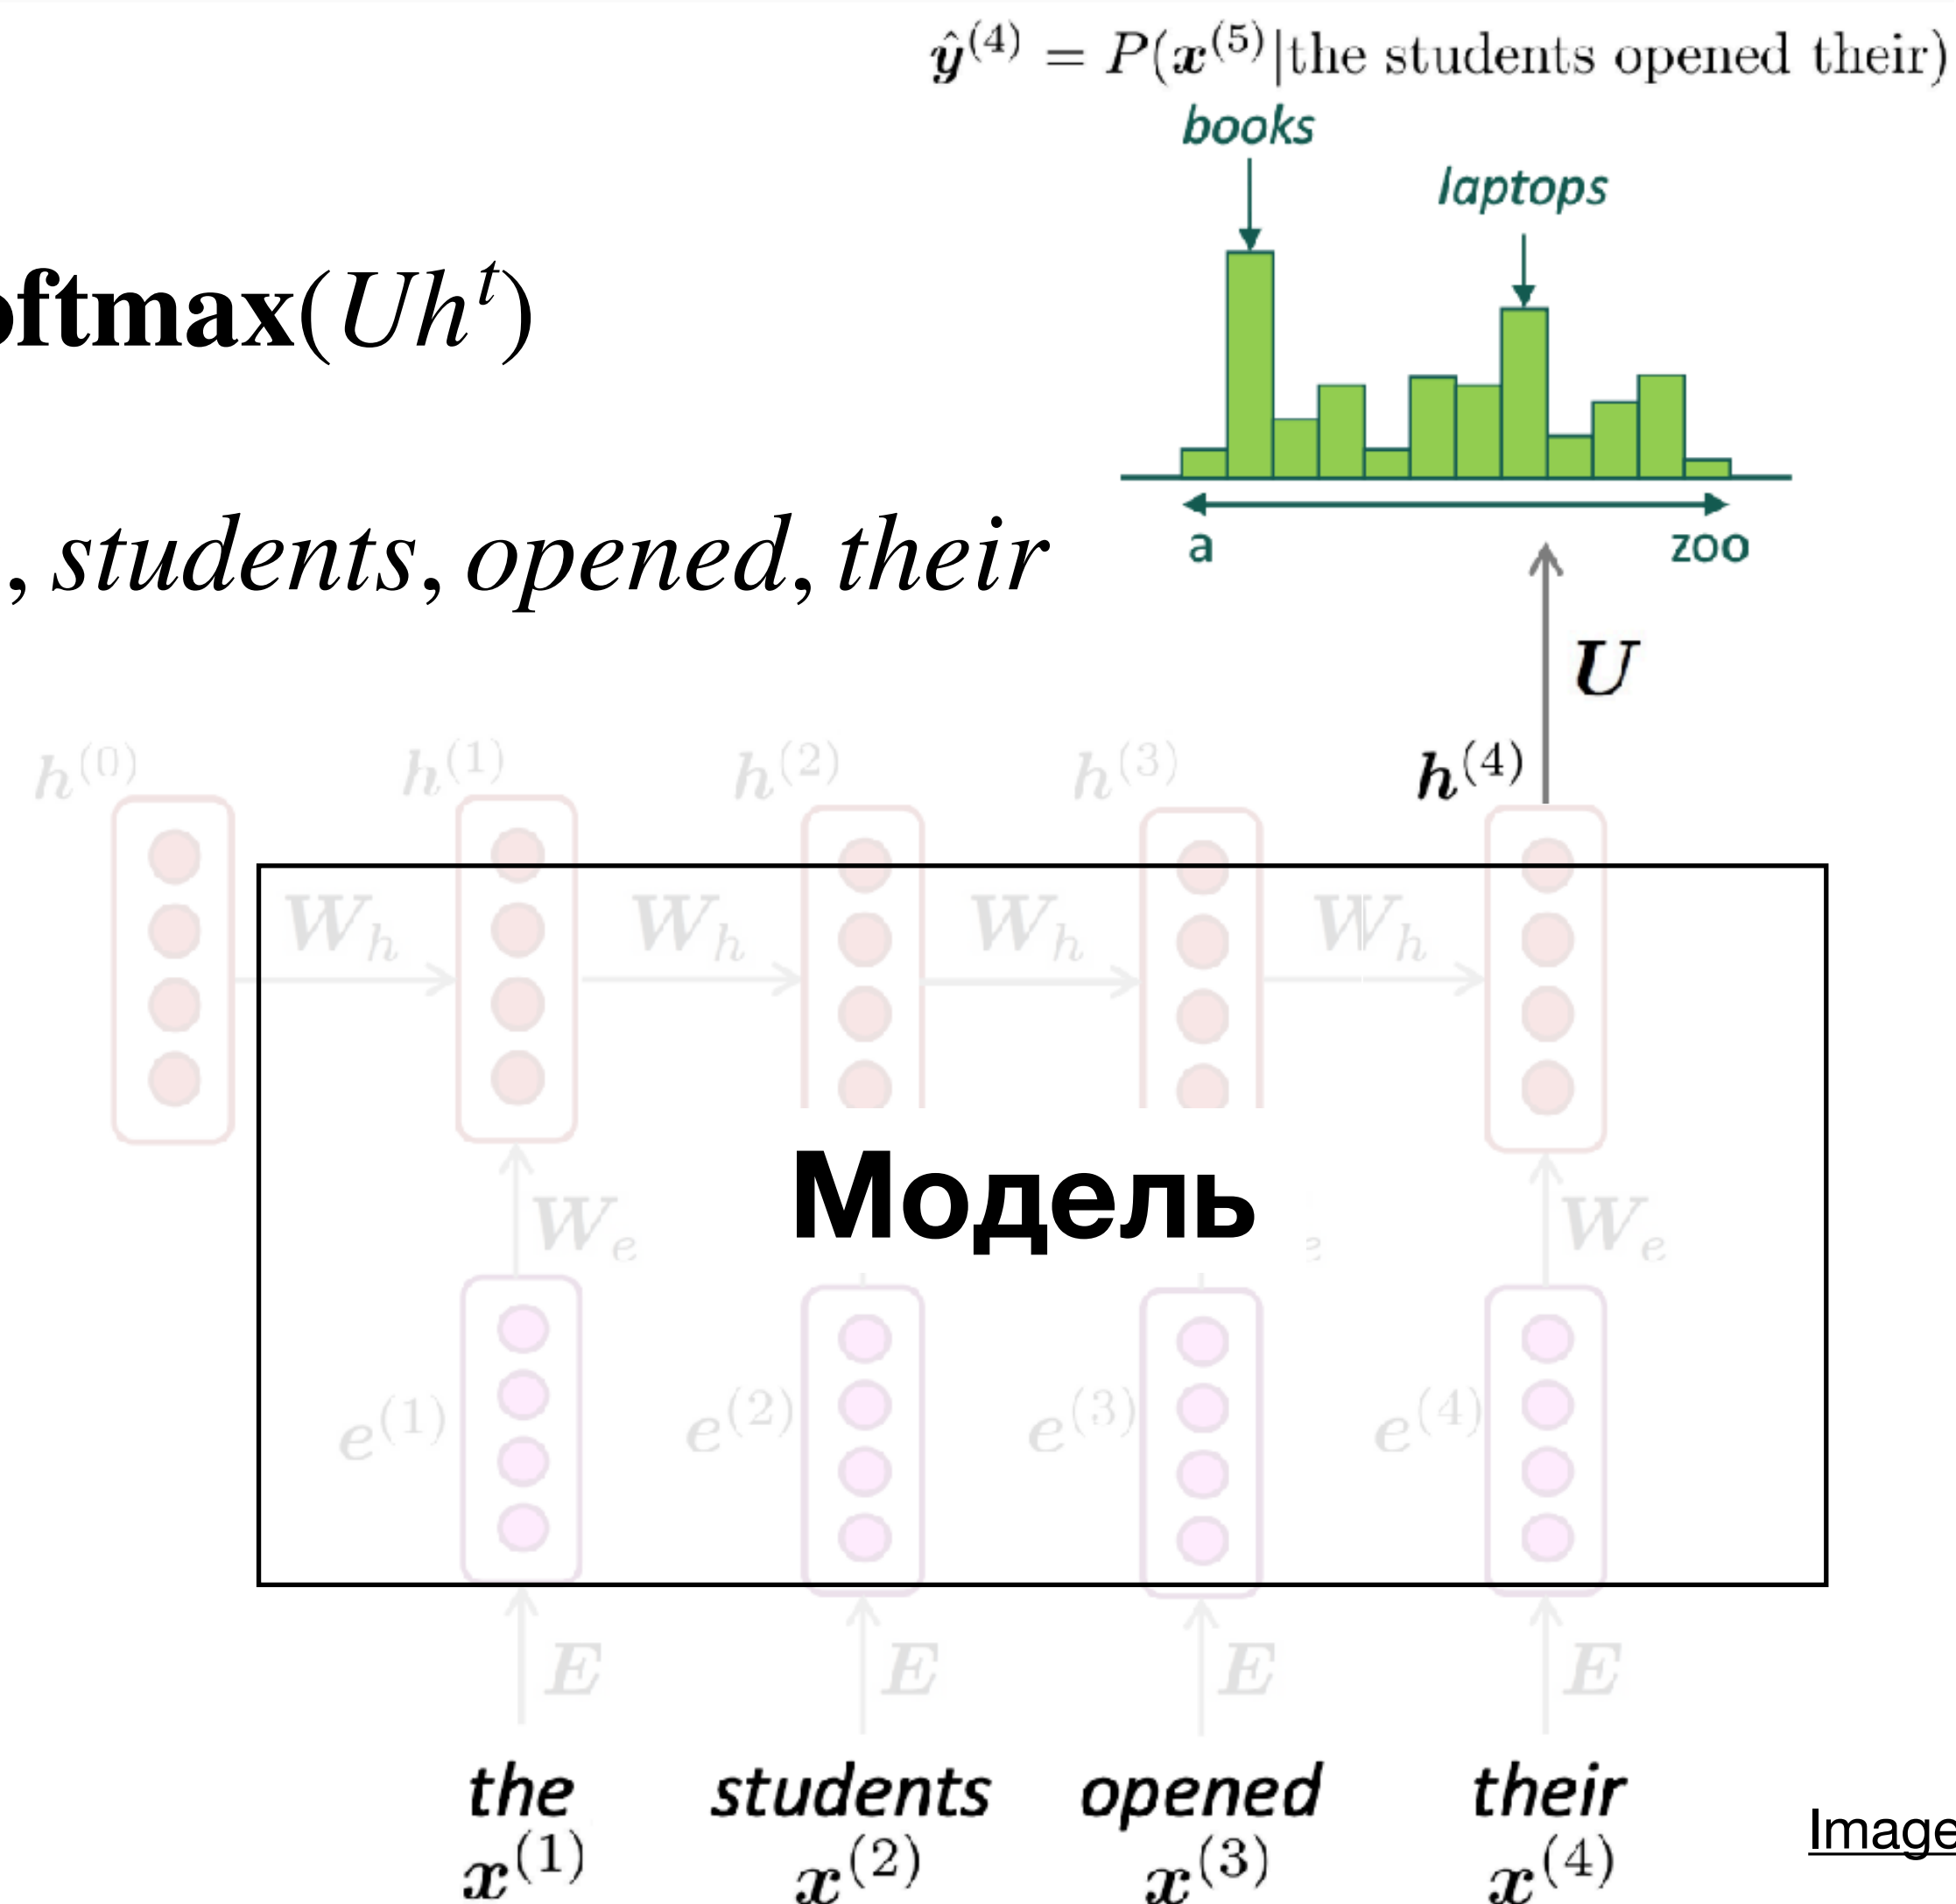 ŷ⁽⁴⁾ = P(x⁽⁵⁾|the students opened their)
books
laptops
oftmax(Uhᵗ)
, students, opened, their
a zoo
U
h⁽⁰⁾ h⁽¹⁾ h⁽²⁾ h⁽³⁾ h⁽⁴⁾
Wₕ Wₕ Wₕ Wₕ
Модель
Wₑ ₑ Wₑ
e⁽¹⁾ e⁽²⁾ e⁽³⁾ e⁽⁴⁾
E E E E
the students opened their
x⁽¹⁾ x⁽²⁾ x⁽³⁾ x⁽⁴⁾
Image